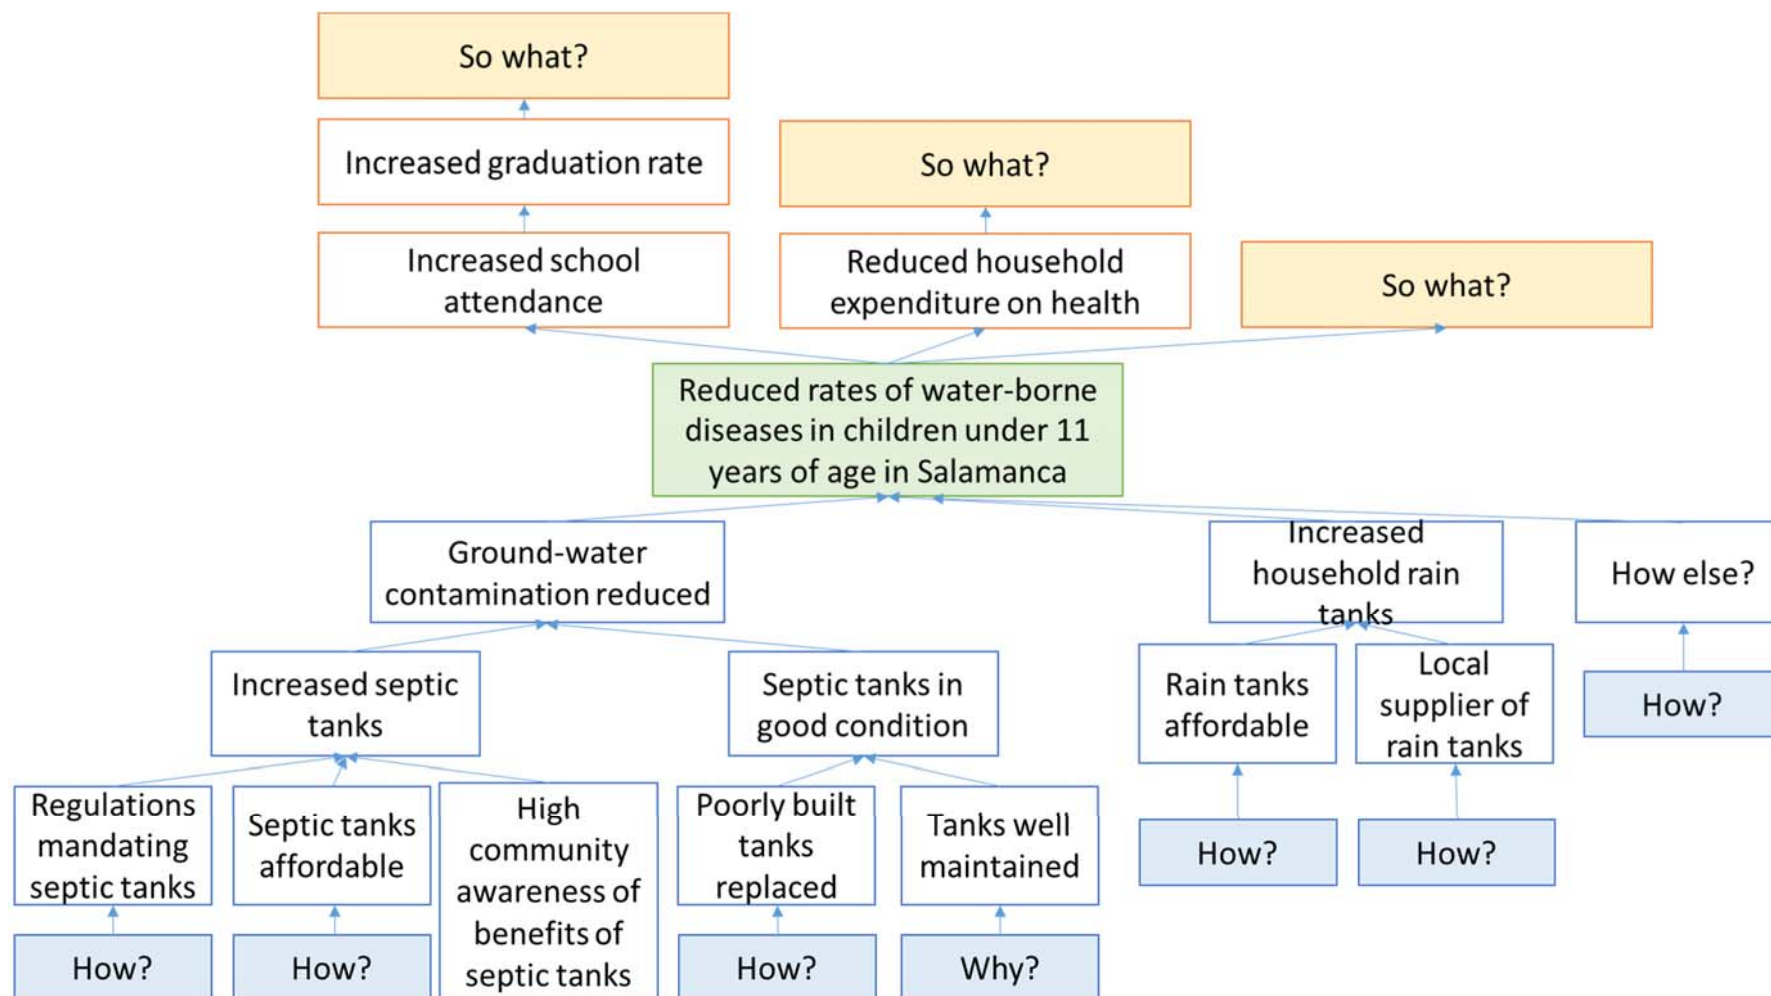 So what?
Increased graduation rate
So what?
Increased school
attendance
Reduced household
expenditure on health
So what?
Reduced rates of water-borne
diseases in children under 11
years of age in Salamanca
Ground-water
contamination reduced
Increased
household rain
tanks
How else?
Increased septic
tanks
Septic tanks in
good condition
Rain tanks
affordable
Local
supplier of
rain tanks
How?
Regulations
mandating
septic tanks
Septic tanks
affordable
High
community
awareness of
benefits of
septic tanks
Poorly built
tanks
replaced
Tanks well
maintained
How?
How?
How?
How?
How?
Why?